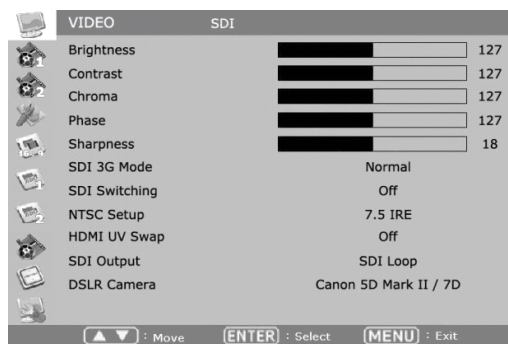 VIDEO SDI
Brightness 127
Contrast 127
Chroma 127
Phase 127
Sharpness 18
SDI 3G Mode Normal
SDI Switching Off
NTSC Setup 7.5 IRE
HDMI UV Swap Off
SDI Output SDI Loop
DSLR Camera Canon 5D Mark II / 7D
▲ ▼ : Move ENTER : Select MENU : Exit